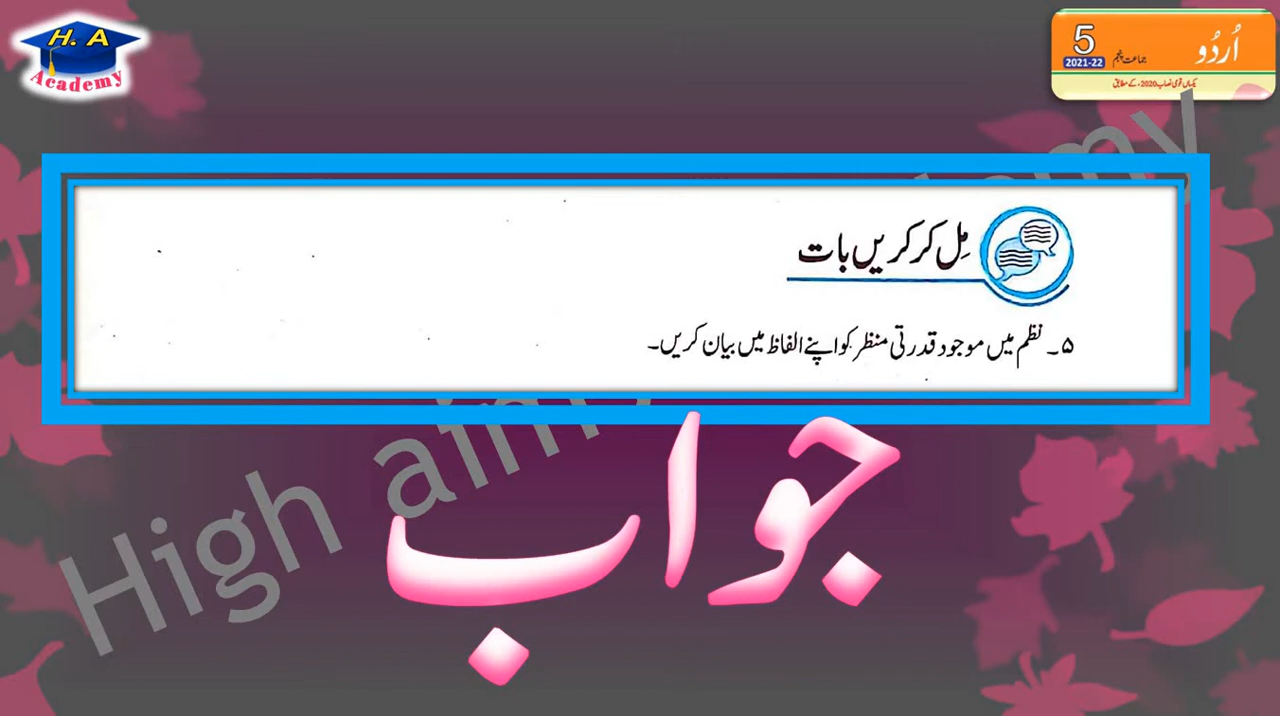 H. A
Academy
اُردُو
جماعت پنجم
5
2021-22
یکساں قومی نصاب 2020ء کے مطابق
مِل کر کریں بات
۵۔ نظم میں موجود قدرتی منظر کو اپنے الفاظ میں بیان کریں۔
جواب
High aim